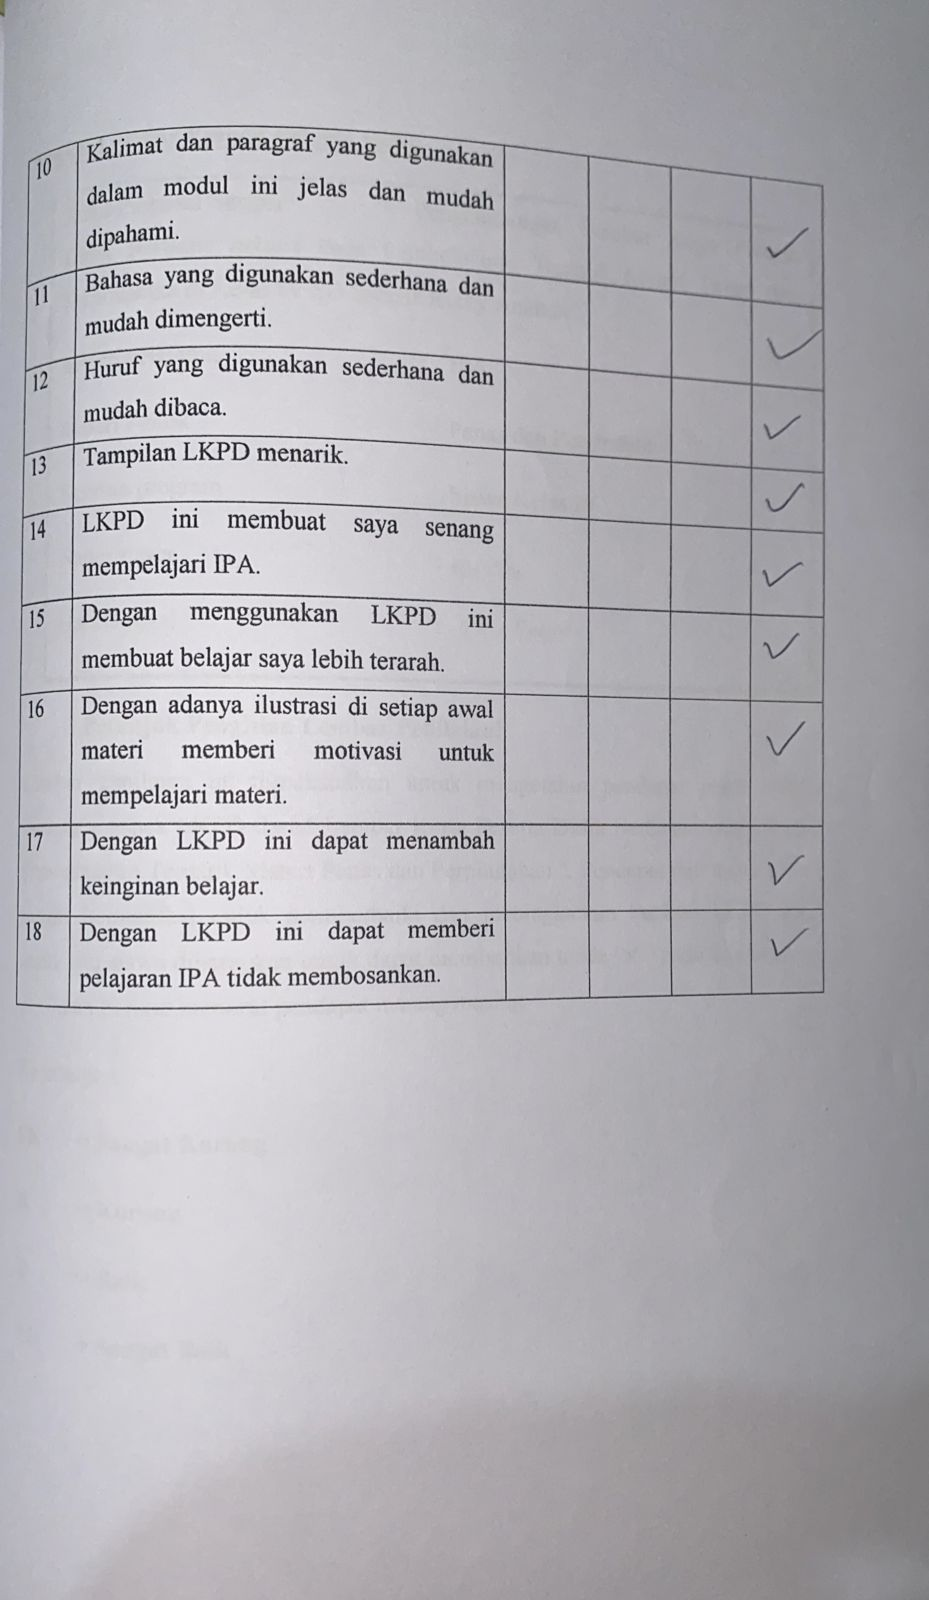 10 Kalimat dan paragraf yang digunakan
dalam modul ini jelas dan mudah
dipahami.
11 Bahasa yang digunakan sederhana dan
mudah dimengerti.
12 Huruf yang digunakan sederhana dan
mudah dibaca.
13 Tampilan LKPD menarik.
14 LKPD ini membuat saya senang
mempelajari IPA.
15 Dengan menggunakan LKPD ini
membuat belajar saya lebih terarah.
16 Dengan adanya ilustrasi di setiap awal
materi memberi motivasi untuk
mempelajari materi.
17 Dengan LKPD ini dapat menambah
keinginan belajar.
18 Dengan LKPD ini dapat memberi
pelajaran IPA tidak membosankan.